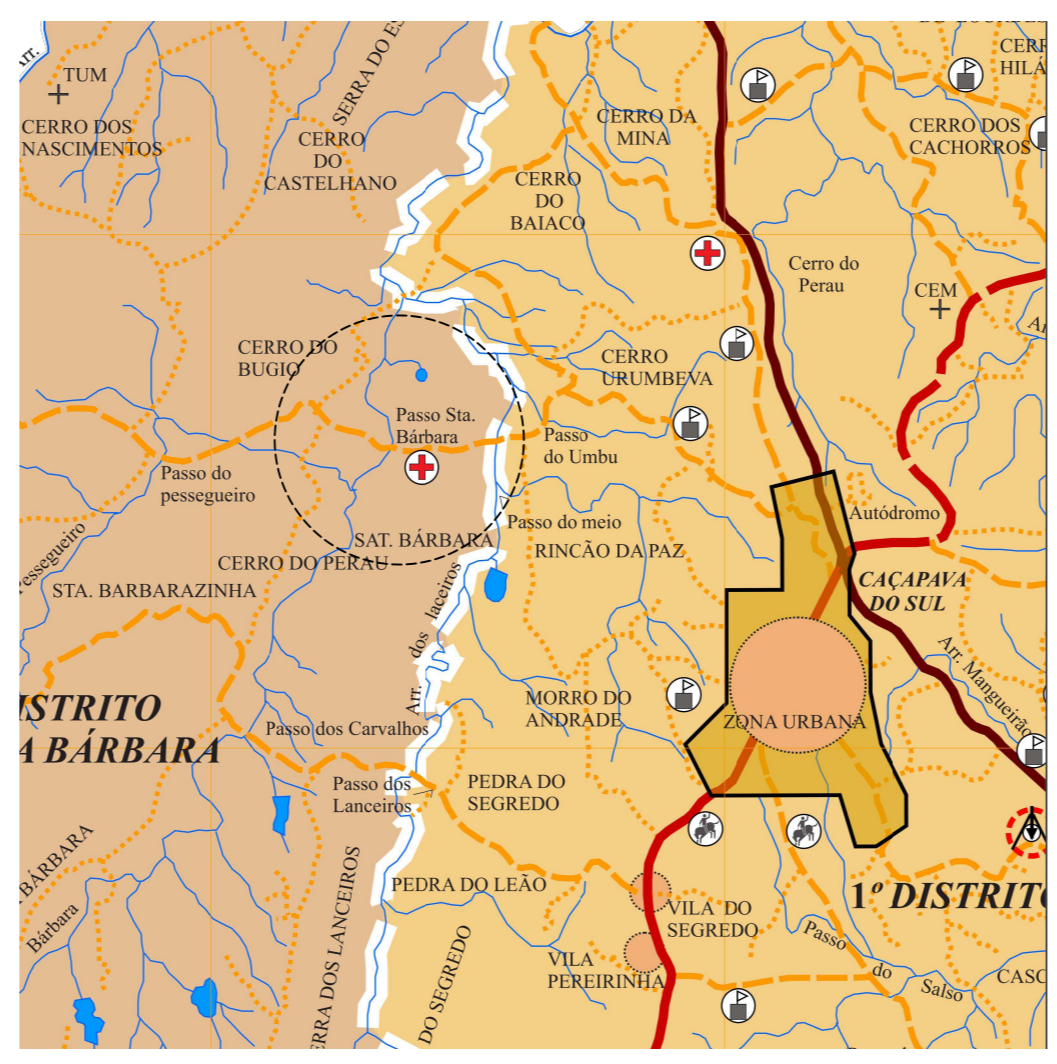 TUM
CERRO DOS
NASCIMENTOS
SERRA DO ES
CERRO
DO
CASTELHANO
CERRO
DO
BAIACO
CERRO DA
MINA
CERRO DOS
CACHORROS
CERR
HILÁ
Cerro do
Perau
CEM
CERRO DO
BUGIO
CERRO
URUMBEVA
Passo Sta.
Bárbara
Passo
do Umbu
Passo do
pessegueiro
Pessegueiro
Passo do meio
Autódromo
SAT. BÁRBARA
RINCÃO DA PAZ
CERRO DO PERAU
STA. BARBARAZINHA
CAÇAPAVA
DO SUL
Arr. dos laceiros
Arr. Mangueirão
ISTRITO
A BÁRBARA
MORRO DO
ANDRADE
ZONA URBANA
Passo dos Carvalhos
Passo dos
Lanceiros
PEDRA DO
SEGREDO
PEDRA DO LEÃO
1º DISTRITO
VILA DO
SEGREDO
BÁRBARA
Bárbara
ERRA DOS LANCEIROS
DO SEGREDO
VILA
PEREIRINHA
Passo do Salso
CASC